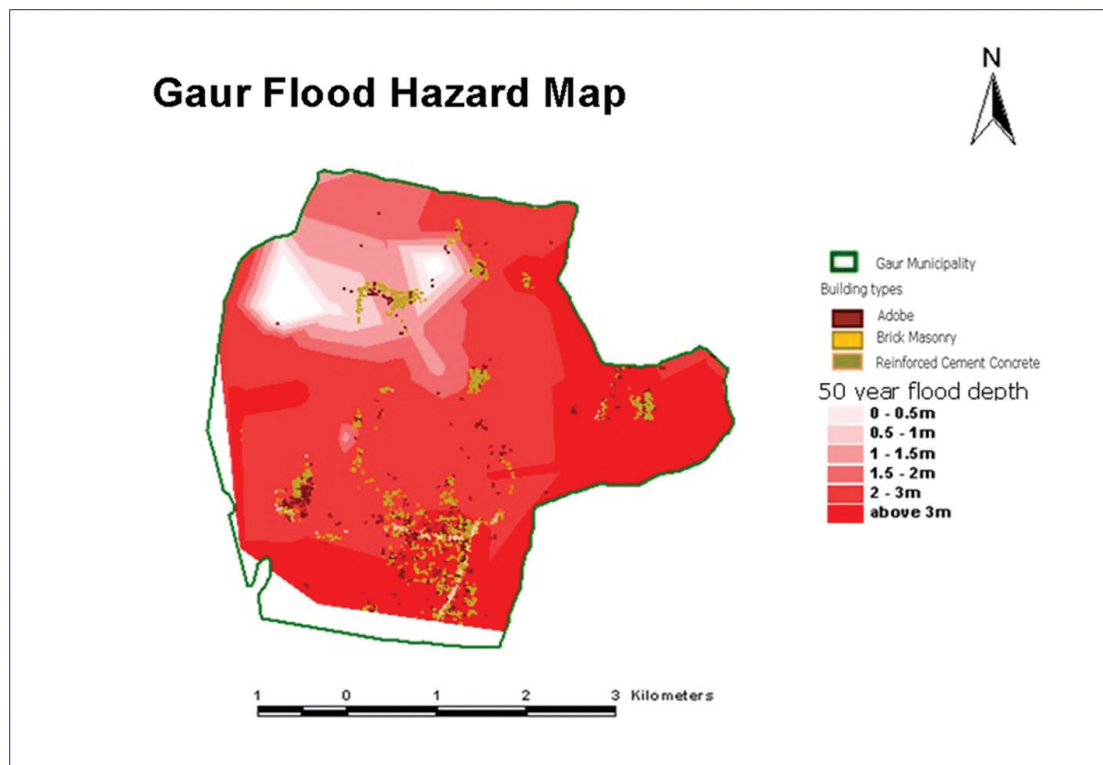 Gaur Flood Hazard Map
N
Gaur Municipality
Building types
Adobe
Brick Masonry
Reinforced Cement Concrete
50 year flood depth
0 - 0.5m
0.5 - 1m
1 - 1.5m
1.5 - 2m
2 - 3m
above 3m
1 0 1 2 3 Kilometers